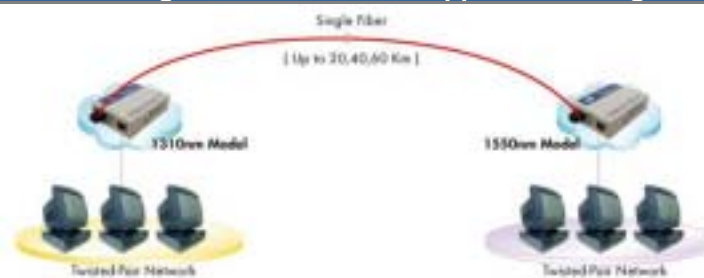 Single Fiber
( Up to 20,40,60 Km )
1310nm Model
1550nm Model
Twisted-Pair Network
Twisted-Pair Network